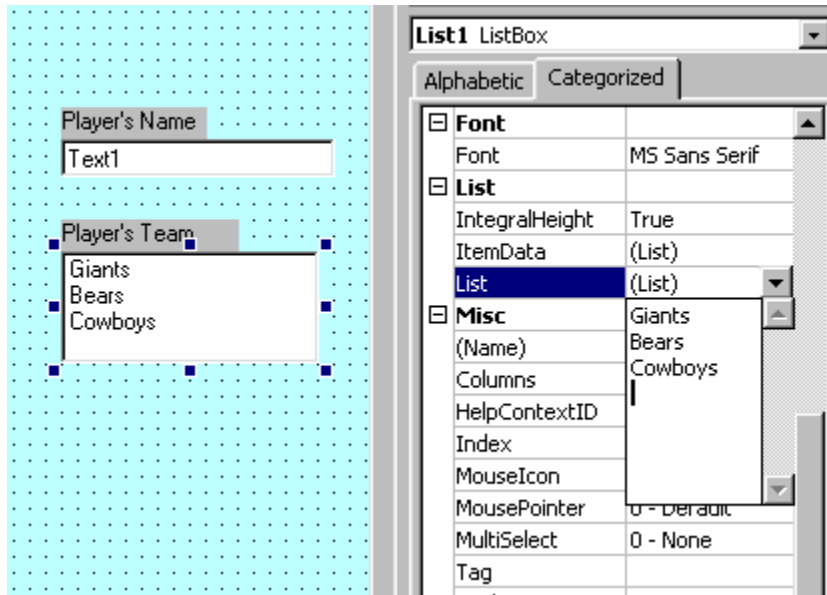 Player's Name
Text1
Player's Team
Giants
Bears
Cowboys
List1 ListBox
Alphabetic Categorized
Font
Font MS Sans Serif
List
IntegralHeight True
ItemData (List)
List (List)
Misc Giants
(Name) Bears
Columns Cowboys
HelpContextID
Index
MouseIcon
MousePointer 0 - Default
MultiSelect 0 - None
Tag